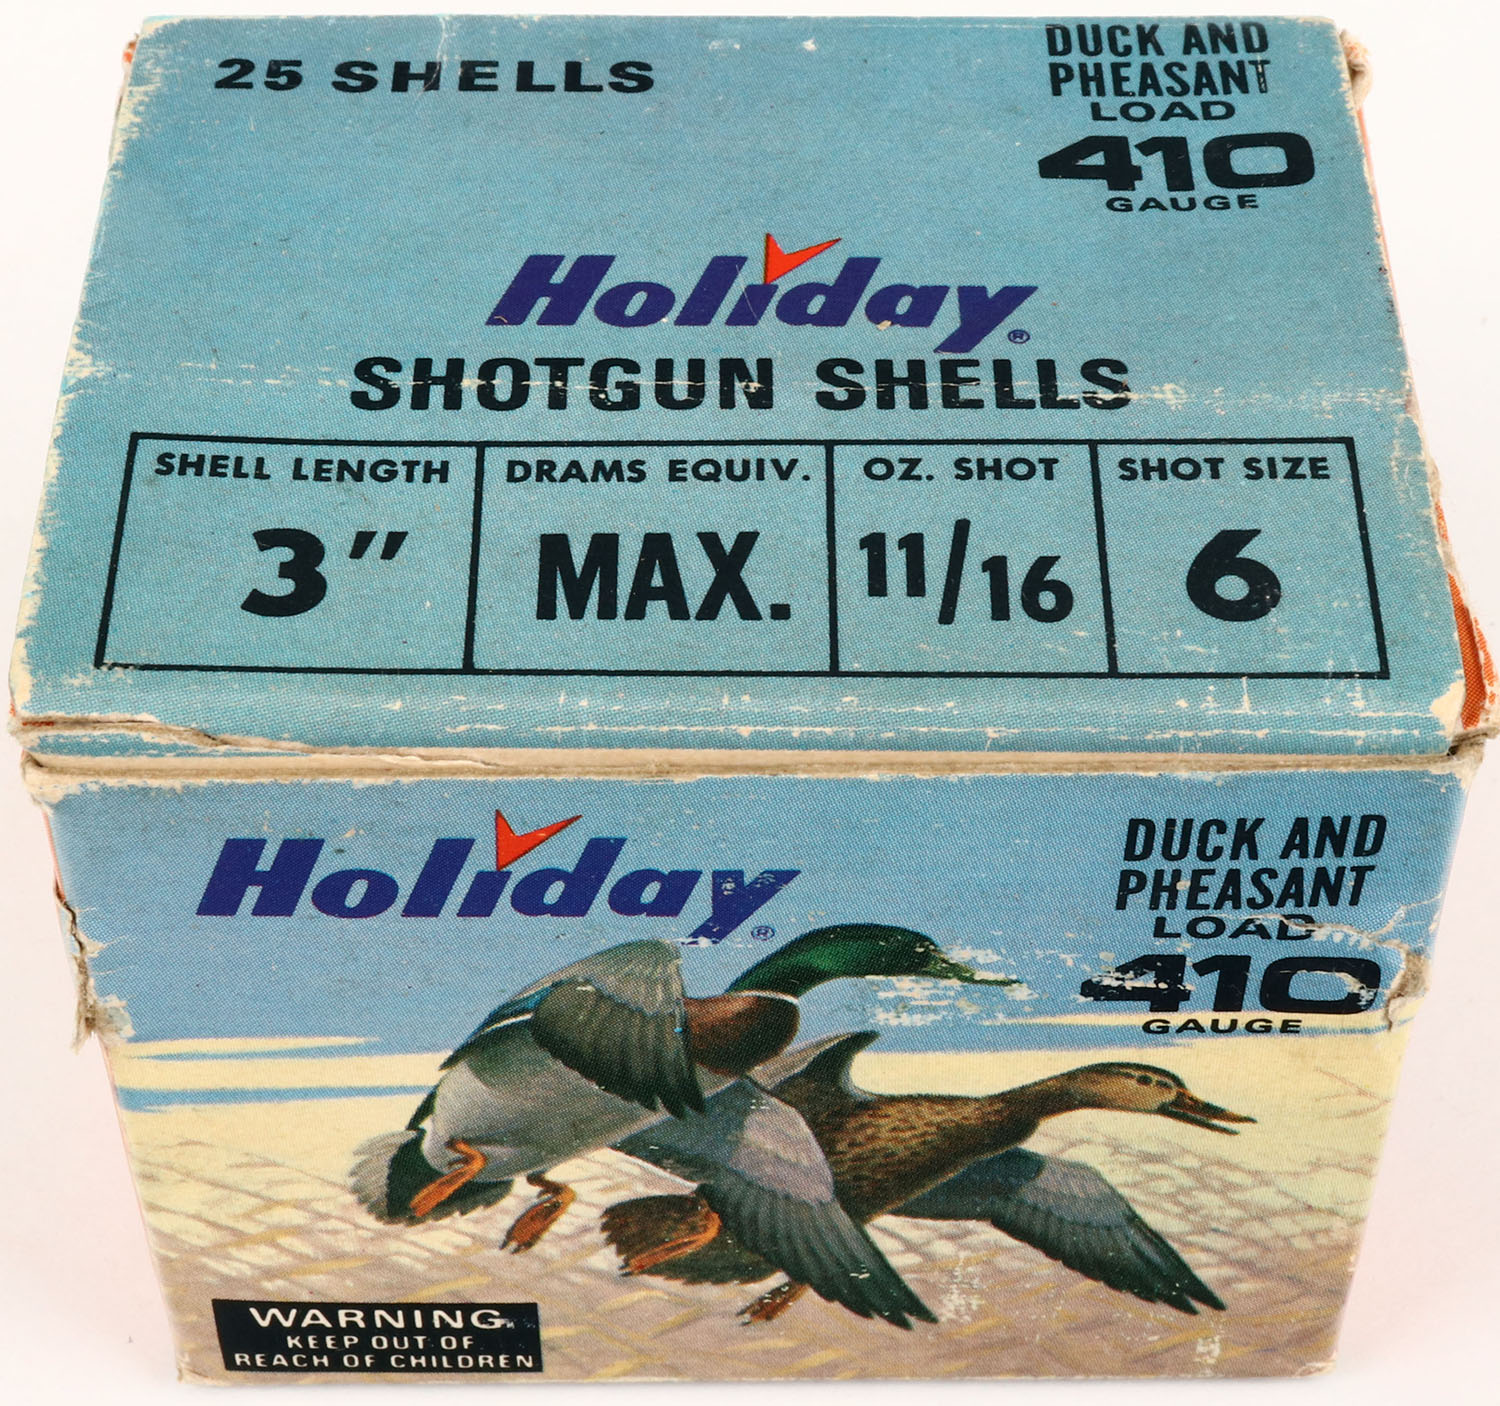 25 SHELLS
DUCK AND
PHEASANT
LOAD
410
GAUGE
Holiday®
SHOTGUN SHELLS
SHELL LENGTH DRAMS EQUIV. OZ. SHOT SHOT SIZE
3" MAX. 11/16 6
Holiday®
DUCK AND
PHEASANT
LOAD
410
GAUGE
WARNING
KEEP OUT OF
REACH OF CHILDREN